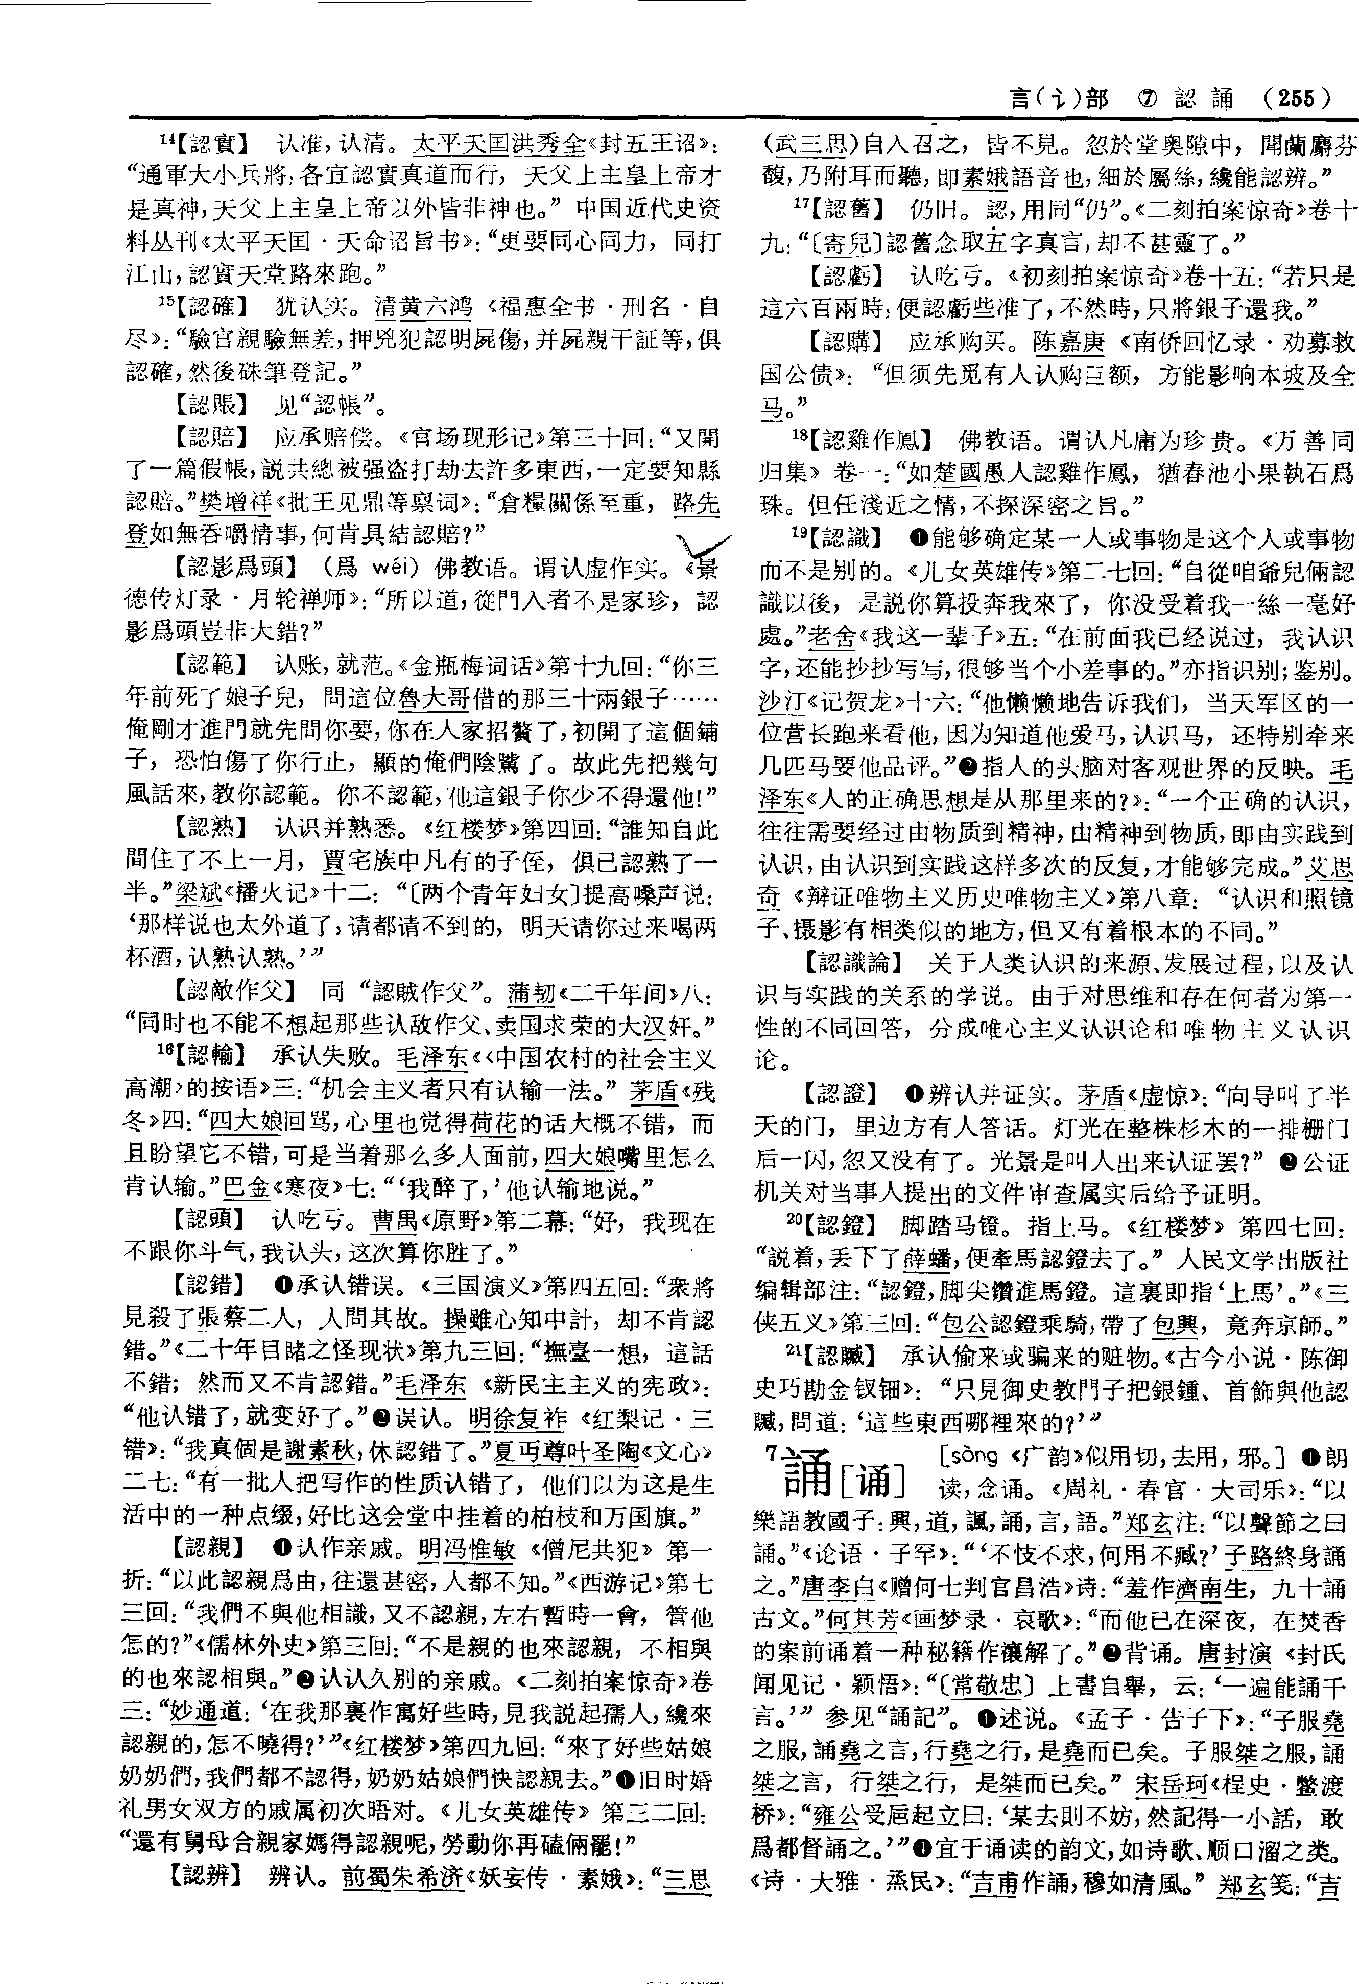 言(讠)部 ⑦ 認 誦 (255)
14【認實】 认准,认清。太平天囯洪秀全《封五王诏》:
“通軍大小兵將,各宜認實真道而行, 天父上主皇上帝才
是真神,天父上主皇上帝以外皆非神也。” 中国近代史资
料丛刊《太平天囯·天命诏旨书》:“更要同心同力, 同打
江山,認實天堂路來跑。”
15【認確】 犹认实。清黄六鸿《福惠全书·刑名·自
尽》:“驗官親驗無差,押兇犯認明屍傷,并屍親干証等,俱
認確,然後硃筆登記。”
【認賬】 见“認帳”。
【認賠】 应承赔偿。《官场现形记》第三十回:“又開
了一篇假帳,説共總被强盗打劫去許多東西,一定要知縣
認賠。”樊增祥《批王见鼎等禀词》:“倉糧關係至重, 路先
登如無吞嚼情事,何肯具結認賠?”
【認影爲頭】 (爲 wéi) 佛教语。谓认虚作实。《景
德传灯录·月轮禅师》:“所以道,從門入者不是家珍, 認
影爲頭豈非大錯?”
【認範】 认账,就范。《金瓶梅词话》第十九回:“你三
年前死了娘子兒, 問這位魯大哥借的那三十兩銀子……
俺剛才進門就先問你要,你在人家招贅了,初開了這個鋪
子, 恐怕傷了你行止, 顯的俺們陰騭了。故此先把幾句
風話來,教你認範。你不認範,他這銀子你少不得還他!”
【認熟】 认识并熟悉。《红楼梦》第四回:“誰知自此
間住了不上一月, 賈宅族中凡有的子侄, 俱已認熟了一
半。”梁斌《播火记》十二: “〔两个青年妇女〕提高嗓声说:
‘那样说也太外道了,请都请不到的, 明天请你过来喝两
杯酒,认熟认熟。’”
【認敵作父】 同 “認賊作父”。蒲韧《二千年间》八:
“同时也不能不想起那些认敌作父、卖国求荣的大汉奸。”
16【認輸】 承认失败。毛泽东《〈中国农村的社会主义
高潮〉的按语》三:“机会主义者只有认输一法。” 茅盾《残
冬》四:“四大娘回骂,心里也觉得荷花的话大概不错, 而
且盼望它不错,可是当着那么多人面前,四大娘嘴里怎么
肯认输。”巴金《寒夜》七:“‘我醉了,’他认输地说。”
【認頭】 认吃亏。曹禺《原野》第二幕:“好, 我现在
不跟你斗气,我认头,这次算你胜了。”
【認錯】 ❶承认错误。《三国演义》第四五回:“衆將
見殺了張蔡二人, 入問其故。操雖心知中計, 却不肯認
錯。”《二十年目睹之怪现状》第九三回:“撫臺一想, 這話
不錯; 然而又不肯認錯。”毛泽东《新民主主义的宪政》:
“他认错了,就变好了。”❷误认。明徐复祚《红梨记·三
错》:“我真個是謝素秋,休認錯了。”夏丏尊叶圣陶《文心》
二七:“有一批人把写作的性质认错了, 他们以为这是生
活中的一种点缀,好比这会堂中挂着的柏枝和万国旗。”
【認親】 ❶认作亲戚。明冯惟敏《僧尼共犯》第一
折:“以此認親爲由,往還甚密,人都不知。”《西游记》第七
三回:“我們不與他相識,又不認親,左右暫時一會, 管他
怎的?”《儒林外史》第三回:“不是親的也來認親, 不相與
的也來認相與。”❷认认久别的亲戚。《二刻拍案惊奇》卷
三:“妙通道:‘在我那裏作寓好些時,見我説起孺人,纔來
認親的,怎不曉得?’”《红楼梦》第四九回:“來了好些姑娘
奶奶們,我們都不認得,奶奶姑娘們快認親去。”❸旧时婚
礼男女双方的戚属初次晤对。《儿女英雄传》第三二回:
“還有舅母合親家媽得認親呢,勞動你再磕倆罷!”
【認辨】 辨认。前蜀朱希济《妖妄传·素娥》:“三思
(武三思)自入召之, 皆不見。忽於堂奥隙中, 聞蘭麝芬
馥,乃附耳而聽,即素娥語音也,細於屬絲,纔能認辨。”
17【認舊】 仍旧。認,用同“仍”。《二刻拍案惊奇》卷十
九:“〔寄兒〕認舊念取五字真言,却不甚靈了。”
【認虧】 认吃亏。《初刻拍案惊奇》卷十五:“若只是
這六百兩時,便認虧些准了,不然時,只將銀子還我。”
【認購】 应承购买。陈嘉庚《南侨回忆录·劝募救
国公债》: “但须先觅有人认购巨额, 方能影响本坡及全
马。”
18【認雞作鳳】 佛教语。谓认凡庸为珍贵。《万善同
归集》卷一:“如楚國愚人認雞作鳳, 猶春池小果執石爲
珠。但任淺近之情,不探深密之旨。”
19【認識】 ❶能够确定某一人或事物是这个人或事物
而不是别的。《儿女英雄传》第二七回:“自從咱爺兒倆認
識以後, 是説你算投奔我來了, 你没受着我一絲一毫好
處。”老舍《我这一辈子》五:“在前面我已经说过, 我认识
字,还能抄抄写写,很够当个小差事的。”亦指识别;鉴别。
沙汀《记贺龙》十六:“他懒懒地告诉我们, 当天军区的一
位营长跑来看他,因为知道他爱马,认识马, 还特别牵来
几匹马要他品评。”❷指人的头脑对客观世界的反映。毛
泽东《人的正确思想是从那里来的?》:“一个正确的认识,
往往需要经过由物质到精神,由精神到物质,即由实践到
认识,由认识到实践这样多次的反复,才能够完成。”艾思
奇《辩证唯物主义历史唯物主义》第八章: “认识和照镜
子、摄影有相类似的地方,但又有着根本的不同。”
【認識論】 关于人类认识的来源、发展过程,以及认
识与实践的关系的学说。由于对思维和存在何者为第一
性的不同回答, 分成唯心主义认识论和唯物主义认识
论。
【認證】 ❶辨认并证实。茅盾《虚惊》:“向导叫了半
天的门, 里边方有人答话。灯光在整株杉木的一排栅门
后一闪,忽又没有了。光景是叫人出来认证罢?” ❷公证
机关对当事人提出的文件审查属实后给予证明。
20【認鐙】 脚踏马镫。指上马。《红楼梦》第四七回:
“説着,丢下了薛蟠,便牽馬認鐙去了。” 人民文学出版社
编辑部注:“認鐙,脚尖鑽進馬鐙。這裏即指‘上馬’。”《三
侠五义》第三回:“包公認鐙乘騎,帶了包興, 竟奔京師。”
21【認贓】 承认偷来或骗来的赃物。《古今小说·陈御
史巧勘金钗钿》: “只見御史教門子把銀鍾、首飾與他認
贓,問道:‘這些東西哪裡來的?’”
7誦[诵] [sòng 《广韵》似用切,去用,邪。] ❶朗
读,念诵。《周礼·春官·大司乐》:“以
樂語教國子:興,道,諷,誦,言,語。”郑玄注:“以聲節之曰
誦。”《论语·子罕》:“‘不忮不求,何用不臧?’子路終身誦
之。”唐李白《赠何七判官昌浩》诗:“羞作濟南生, 九十誦
古文。”何其芳《画梦录·哀歌》:“而他已在深夜, 在焚香
的案前诵着一种秘籍作禳解了。”❷背诵。唐封演《封氏
闻见记·颖悟》:“〔常敬忠〕上書自舉, 云:‘一遍能誦千
言。’” 参见“誦記”。❸述说。《孟子·告子下》:“子服堯
之服,誦堯之言,行堯之行,是堯而已矣。子服桀之服,誦
桀之言, 行桀之行, 是桀而已矣。” 宋岳珂《桯史·鳖渡
桥》:“雍公受巵起立曰:‘某去則不妨,然記得一小話, 敢
爲都督誦之。’”❹宜于诵读的韵文,如诗歌、顺口溜之类。
《诗·大雅·烝民》:“吉甫作誦,穆如清風。” 郑玄笺:“吉